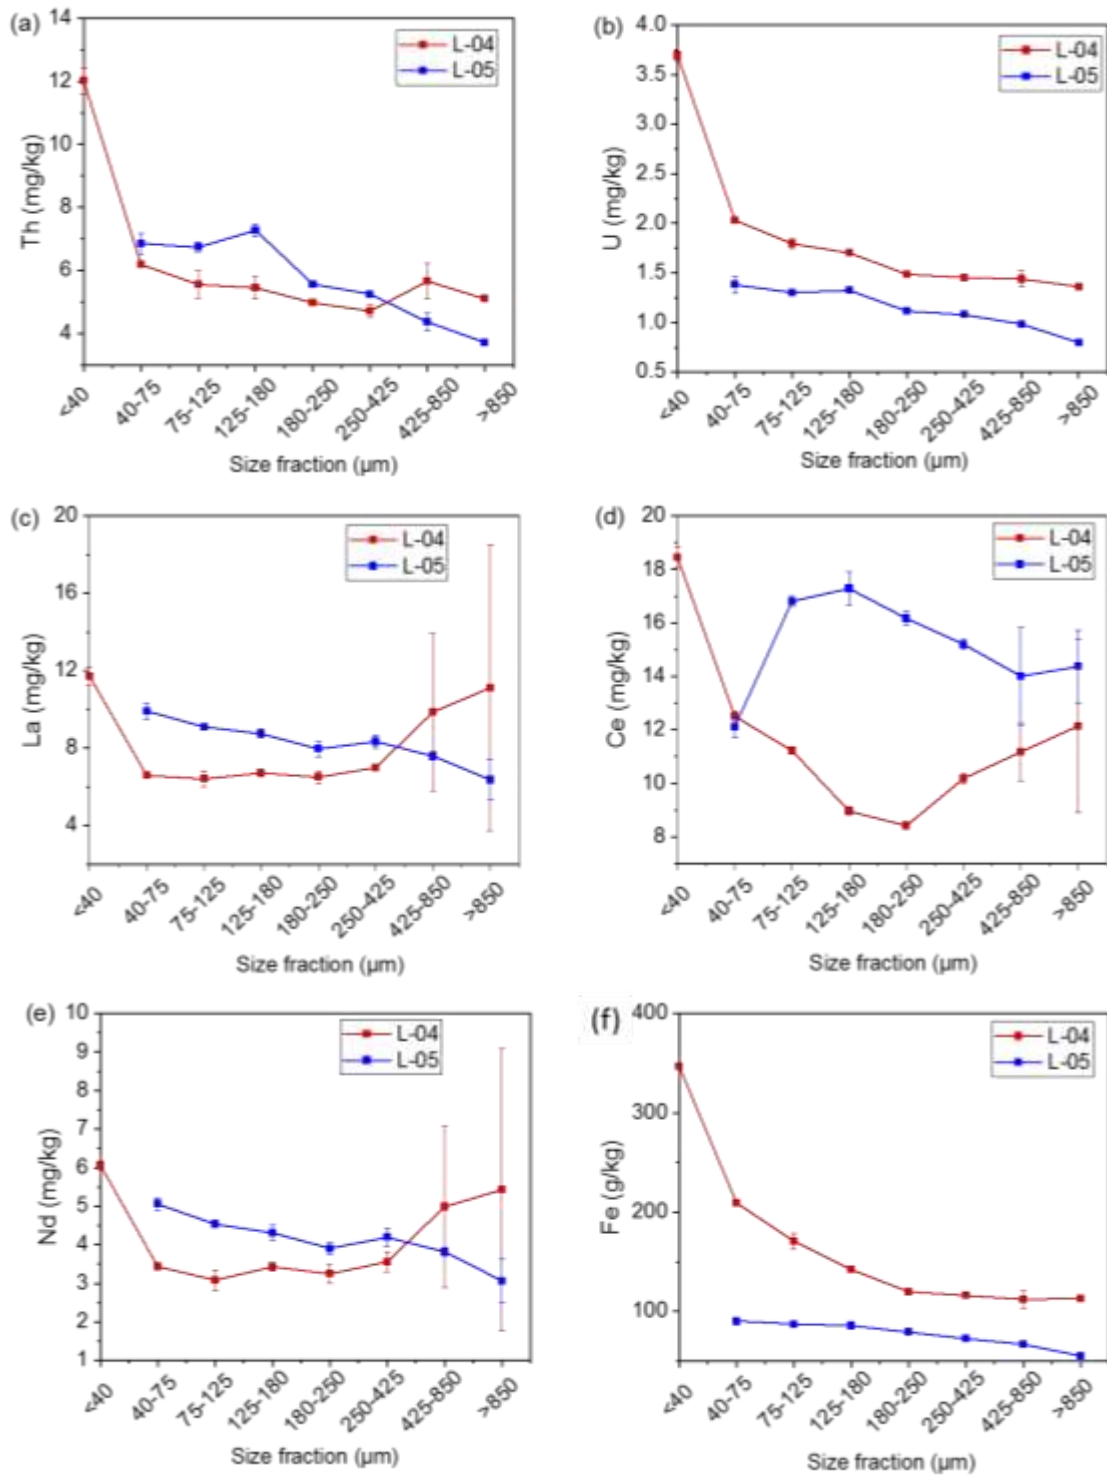 (a)
14
12
10
8
6
4
Th (mg/kg)
L-04
L-05
<40
40-75
75-125
125-180
180-250
250-425
425-850
>850
Size fraction (µm)
(b)
4.0
3.5
3.0
2.5
2.0
1.5
1.0
0.5
U (mg/kg)
L-04
L-05
<40
40-75
75-125
125-180
180-250
250-425
425-850
>850
Size fraction (µm)
(c)
20
16
12
8
4
La (mg/kg)
L-04
L-05
<40
40-75
75-125
125-180
180-250
250-425
425-850
>850
Size fraction (µm)
(d)
20
18
16
14
12
10
8
Ce (mg/kg)
L-04
L-05
<40
40-75
75-125
125-180
180-250
250-425
425-850
>850
Size fraction (µm)
(e)
10
9
8
7
6
5
4
3
2
1
Nd (mg/kg)
L-04
L-05
<40
40-75
75-125
125-180
180-250
250-425
425-850
>850
Size fraction (µm)
(f)
400
300
200
100
Fe (g/kg)
L-04
L-05
<40
40-75
75-125
125-180
180-250
250-425
425-850
>850
Size fraction (µm)